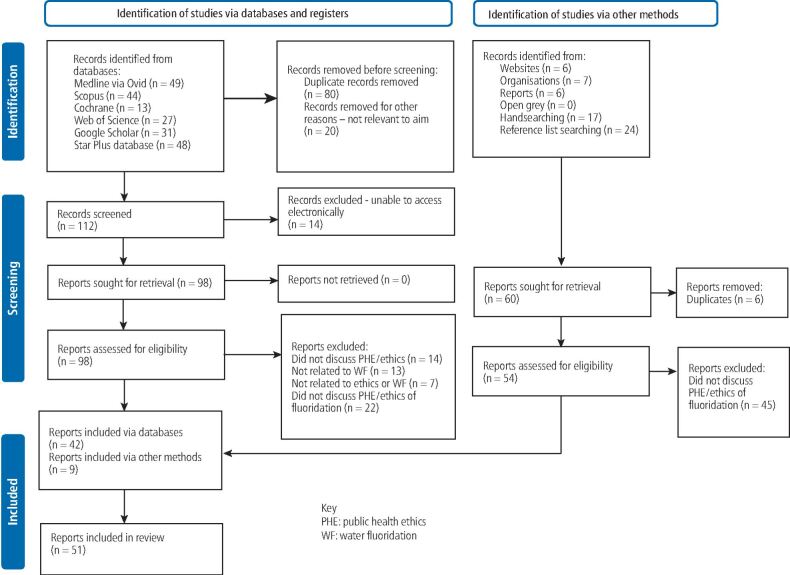 Identification of studies via databases and registers
Identification of studies via other methods
Identification
Records identified from
databases:
Medline via Ovid (n = 49)
Scopus (n = 44)
Cochrane (n = 13)
Web of Science (n = 27)
Google Scholar (n = 31)
Star Plus database (n = 48)
Records removed before screening:
Duplicate records removed
(n = 80)
Records removed for other
reasons – not relevant to aim
(n = 20)
Records identified from:
Websites (n = 6)
Organisations (n = 7)
Reports (n = 6)
Open grey (n = 0)
Handsearching (n = 17)
Reference list searching (n = 24)
Screening
Records screened
(n = 112)
Records excluded - unable to access
electronically
(n = 14)
Reports sought for retrieval (n = 98)
Reports not retrieved (n = 0)
Reports sought for retrieval
(n = 60)
Reports removed:
Duplicates (n = 6)
Reports assessed for eligibility
(n = 98)
Reports excluded:
Did not discuss PHE/ethics (n = 14)
Not related to WF (n = 13)
Not related to ethics or WF (n = 7)
Did not discuss PHE/ethics of
fluoridation (n = 22)
Reports assessed for eligibility
(n = 54)
Reports excluded:
Did not discuss
PHE/ethics of
fluoridation (n = 45)
Included
Reports included via databases
(n = 42)
Reports included via other methods
(n = 9)
Reports included in review
(n = 51)
Key
PHE: public health ethics
WF: water fluoridation